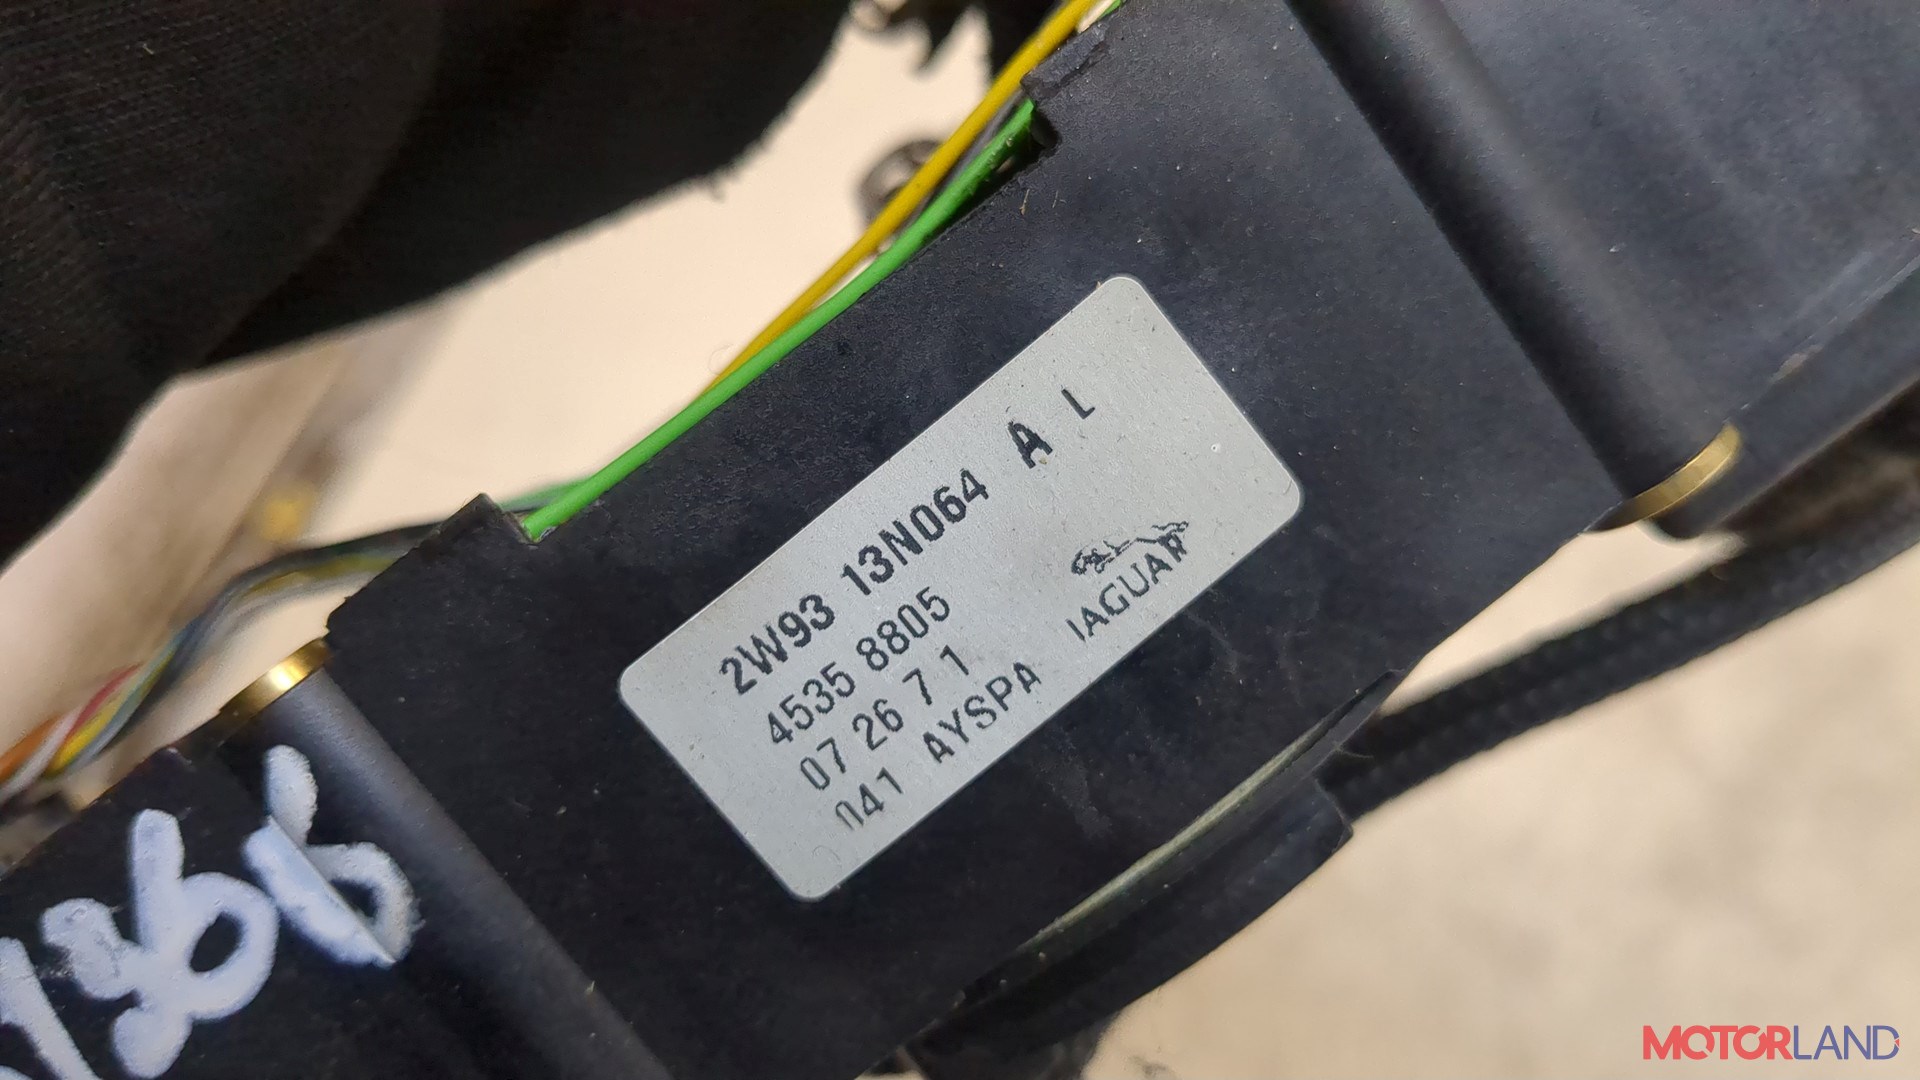 2W93 13N064 A L
4535 8805
07 26 7 1
041 AYSPA
JAGUAR
MOTORLAND